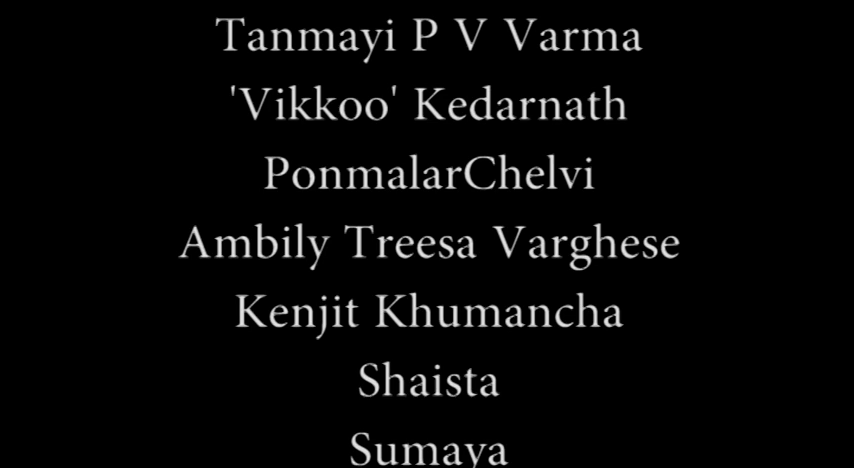 Tanmayi P V Varma
'Vikkoo' Kedarnath
PonmalarChelvi
Ambily Treesa Varghese
Kenjit Khumancha
Shaista
Sumaya